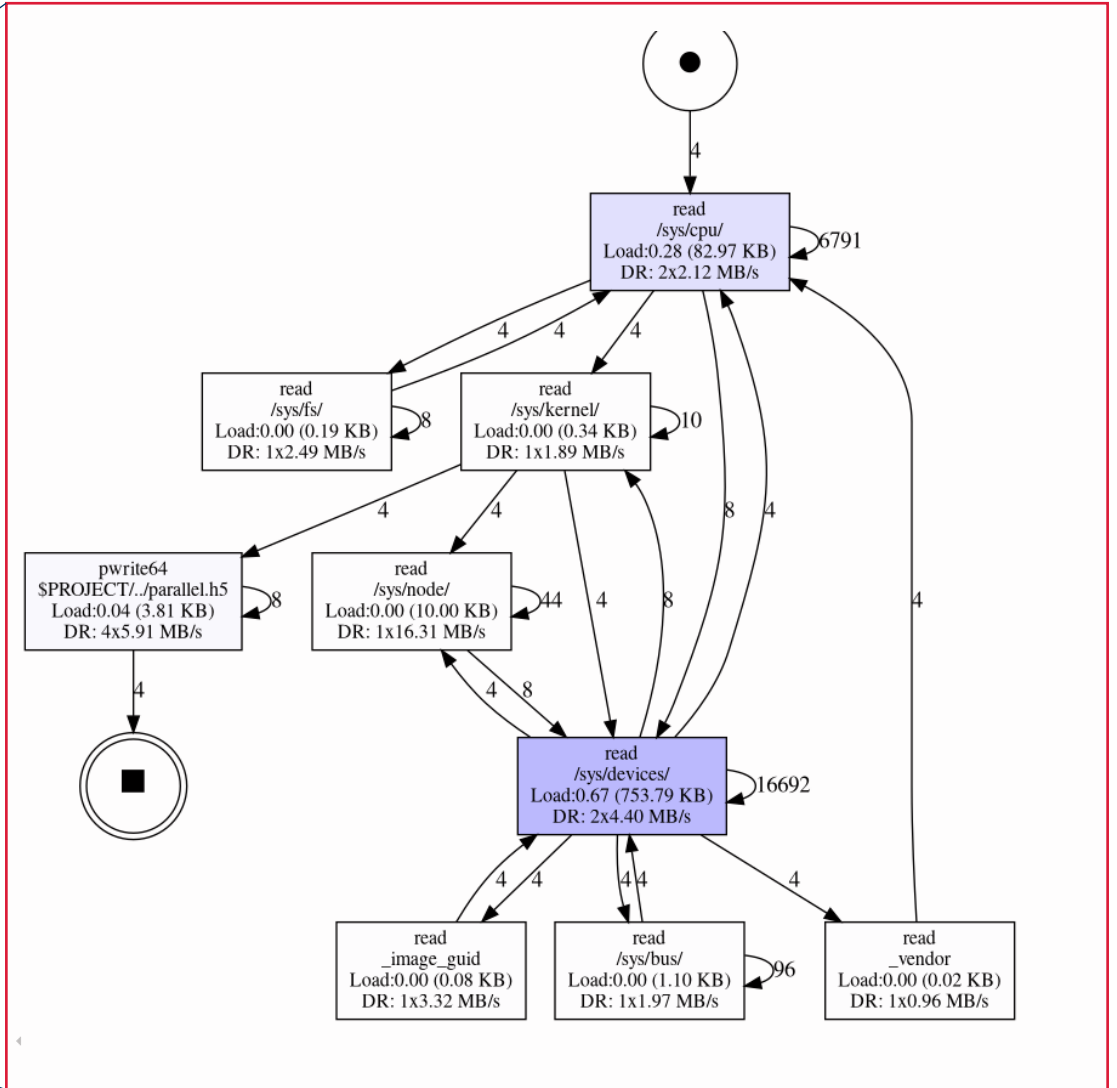 4
read
/sys/cpu/
Load:0.28 (82.97 KB)
DR: 2x2.12 MB/s
6791
4
4
4
read
/sys/fs/
Load:0.00 (0.19 KB)
DR: 1x2.49 MB/s
8
read
/sys/kernel/
Load:0.00 (0.34 KB)
DR: 1x1.89 MB/s
10
4
4
8
4
pwrite64
$PROJECT/../parallel.h5
Load:0.04 (3.81 KB)
DR: 4x5.91 MB/s
8
read
/sys/node/
Load:0.00 (10.00 KB)
DR: 1x16.31 MB/s
44
4
8
4
4
4
8
read
/sys/devices/
Load:0.67 (753.79 KB)
DR: 2x4.40 MB/s
16692
4
4
4
4
4
read
_image_guid
Load:0.00 (0.08 KB)
DR: 1x3.32 MB/s
read
/sys/bus/
Load:0.00 (1.10 KB)
DR: 1x1.97 MB/s
96
read
_vendor
Load:0.00 (0.02 KB)
DR: 1x0.96 MB/s